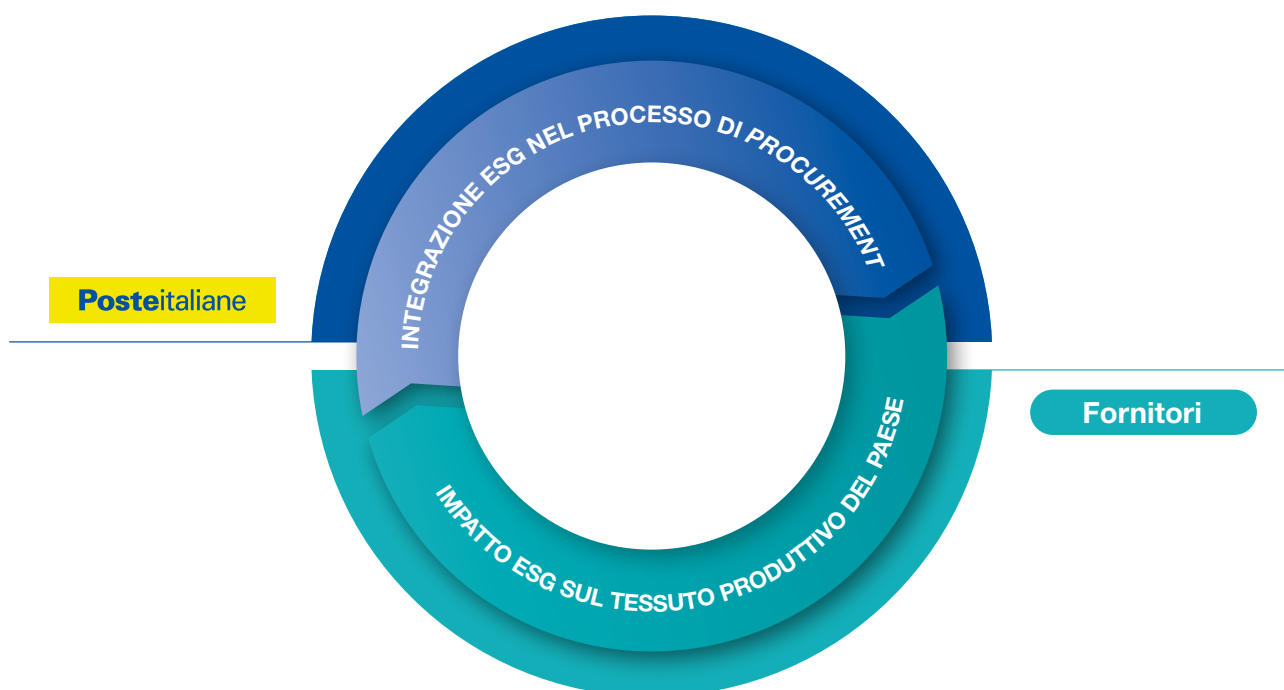 INTEGRAZIONE ESG NEL PROCESSO DI PROCUREMENT
Posteitaliane
Fornitori
IMPATTO ESG SUL TESSUTO PRODUTTIVO DEL PAESE